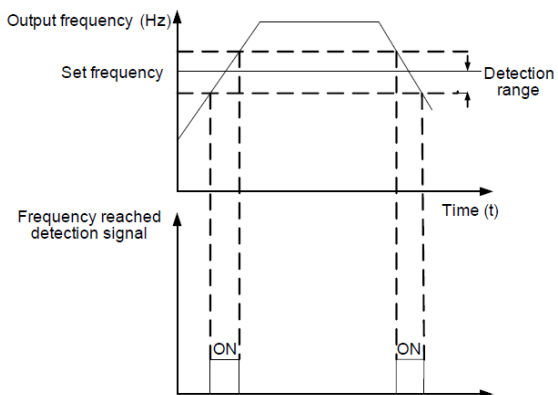 Output frequency (Hz)
Set frequency
Detection
range
Time (t)
Frequency reached
detection signal
ON
ON